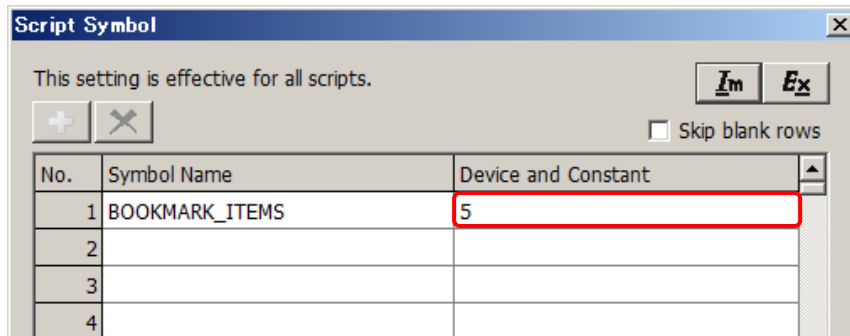 Script Symbol
This setting is effective for all scripts.
Im Ex
Skip blank rows
No. Symbol Name Device and Constant
1 BOOKMARK_ITEMS 5
2
3
4